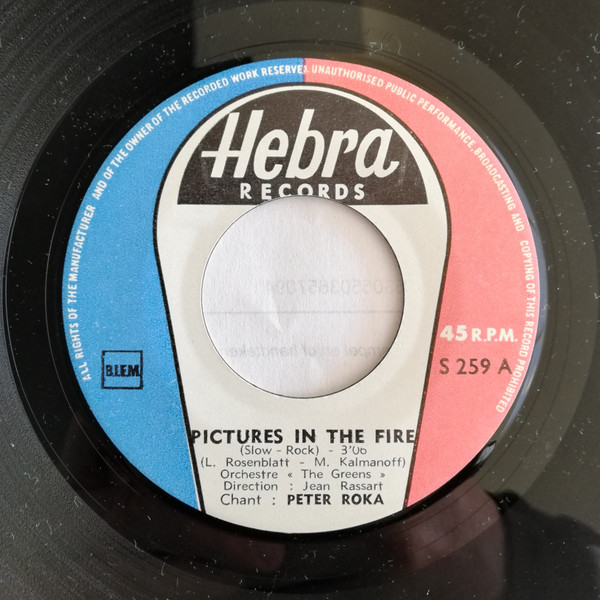 ALL RIGHTS OF THE MANUFACTURER AND OF THE OWNER OF THE RECORDED WORK RESERVED
UNAUTHORISED PUBLIC PERFORMANCE, BROADCASTING AND COPYING OF THIS RECORD PROHIBITED
Hebra
RECORDS
45 R.P.M.
S 259 A
B.I.E.M.
PICTURES IN THE FIRE
(Slow - Rock) - 3'06
(L. Rosenblatt - M. Kalmanoff)
Orchestre « The Greens »
Direction : Jean Rassart
Chant : PETER ROKA